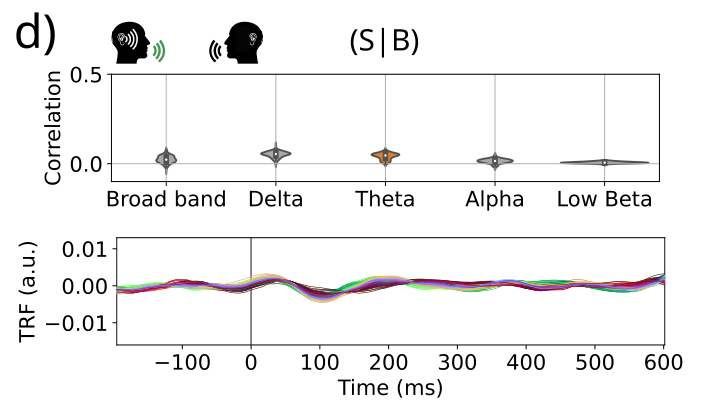 d)
(S|B)
Correlation
0.5
0.0
Broad band Delta Theta Alpha Low Beta
TRF (a.u.)
0.01
0.00
−0.01
−100 0 100 200 300 400 500 600
Time (ms)